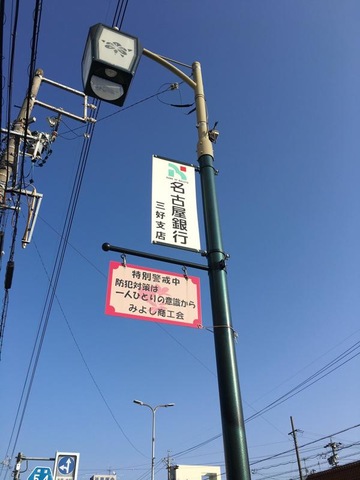 名古屋銀行
三好支店
特別警戒中
防犯対策は
一人ひとりの意識から
みよし商工会
54